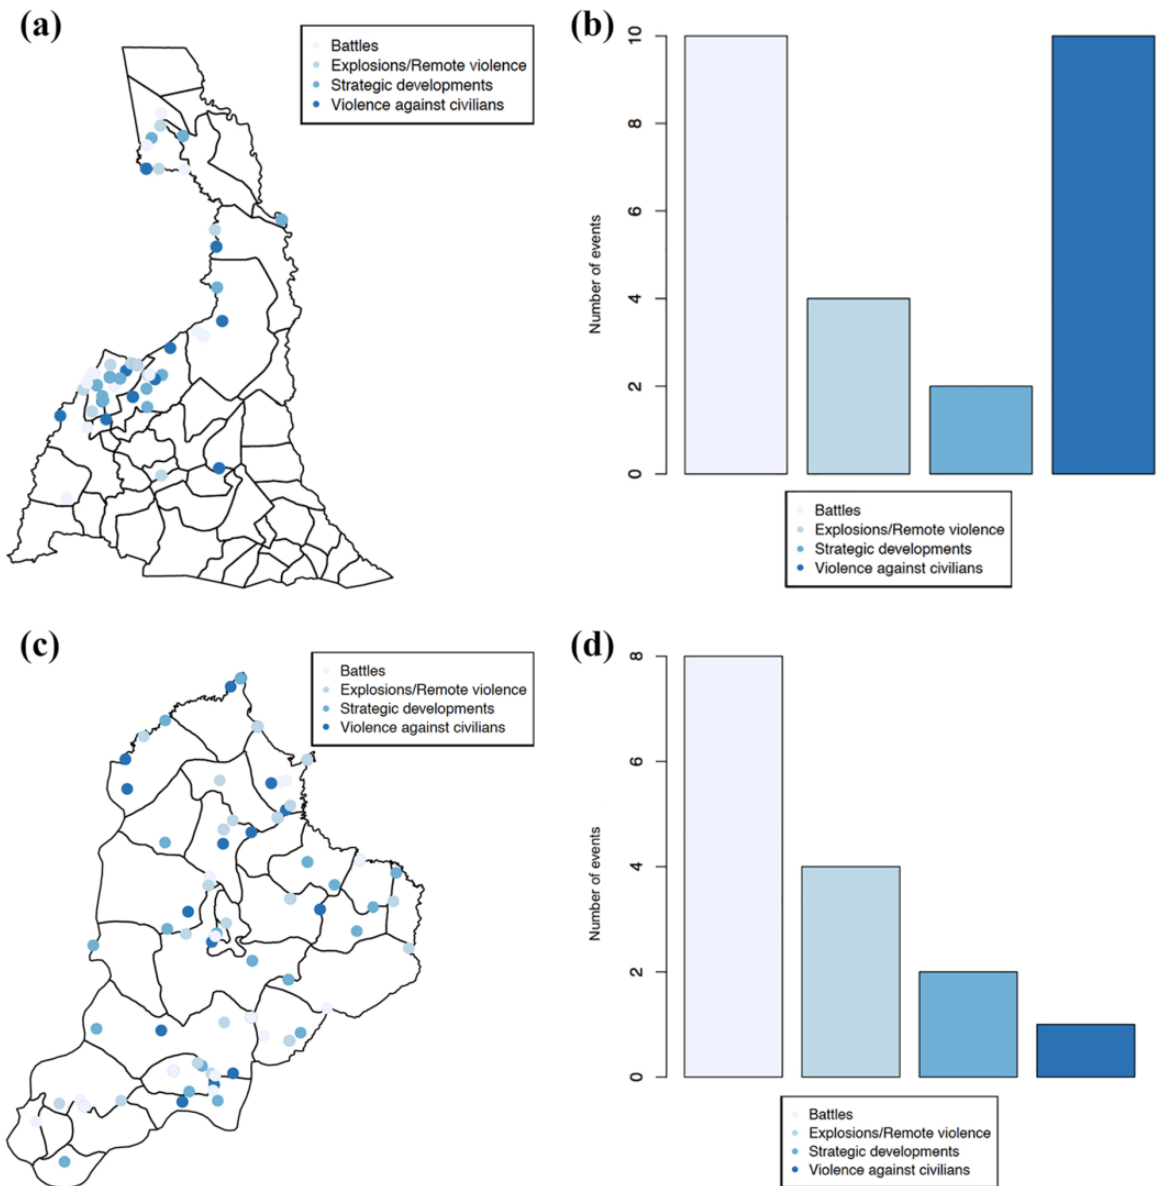 (a)
Battles
Explosions/Remote violence
Strategic developments
Violence against civilians
(b)
Number of events
10
8
6
4
2
0
Battles
Explosions/Remote violence
Strategic developments
Violence against civilians
(c)
Battles
Explosions/Remote violence
Strategic developments
Violence against civilians
(d)
Number of events
8
6
4
2
0
Battles
Explosions/Remote violence
Strategic developments
Violence against civilians